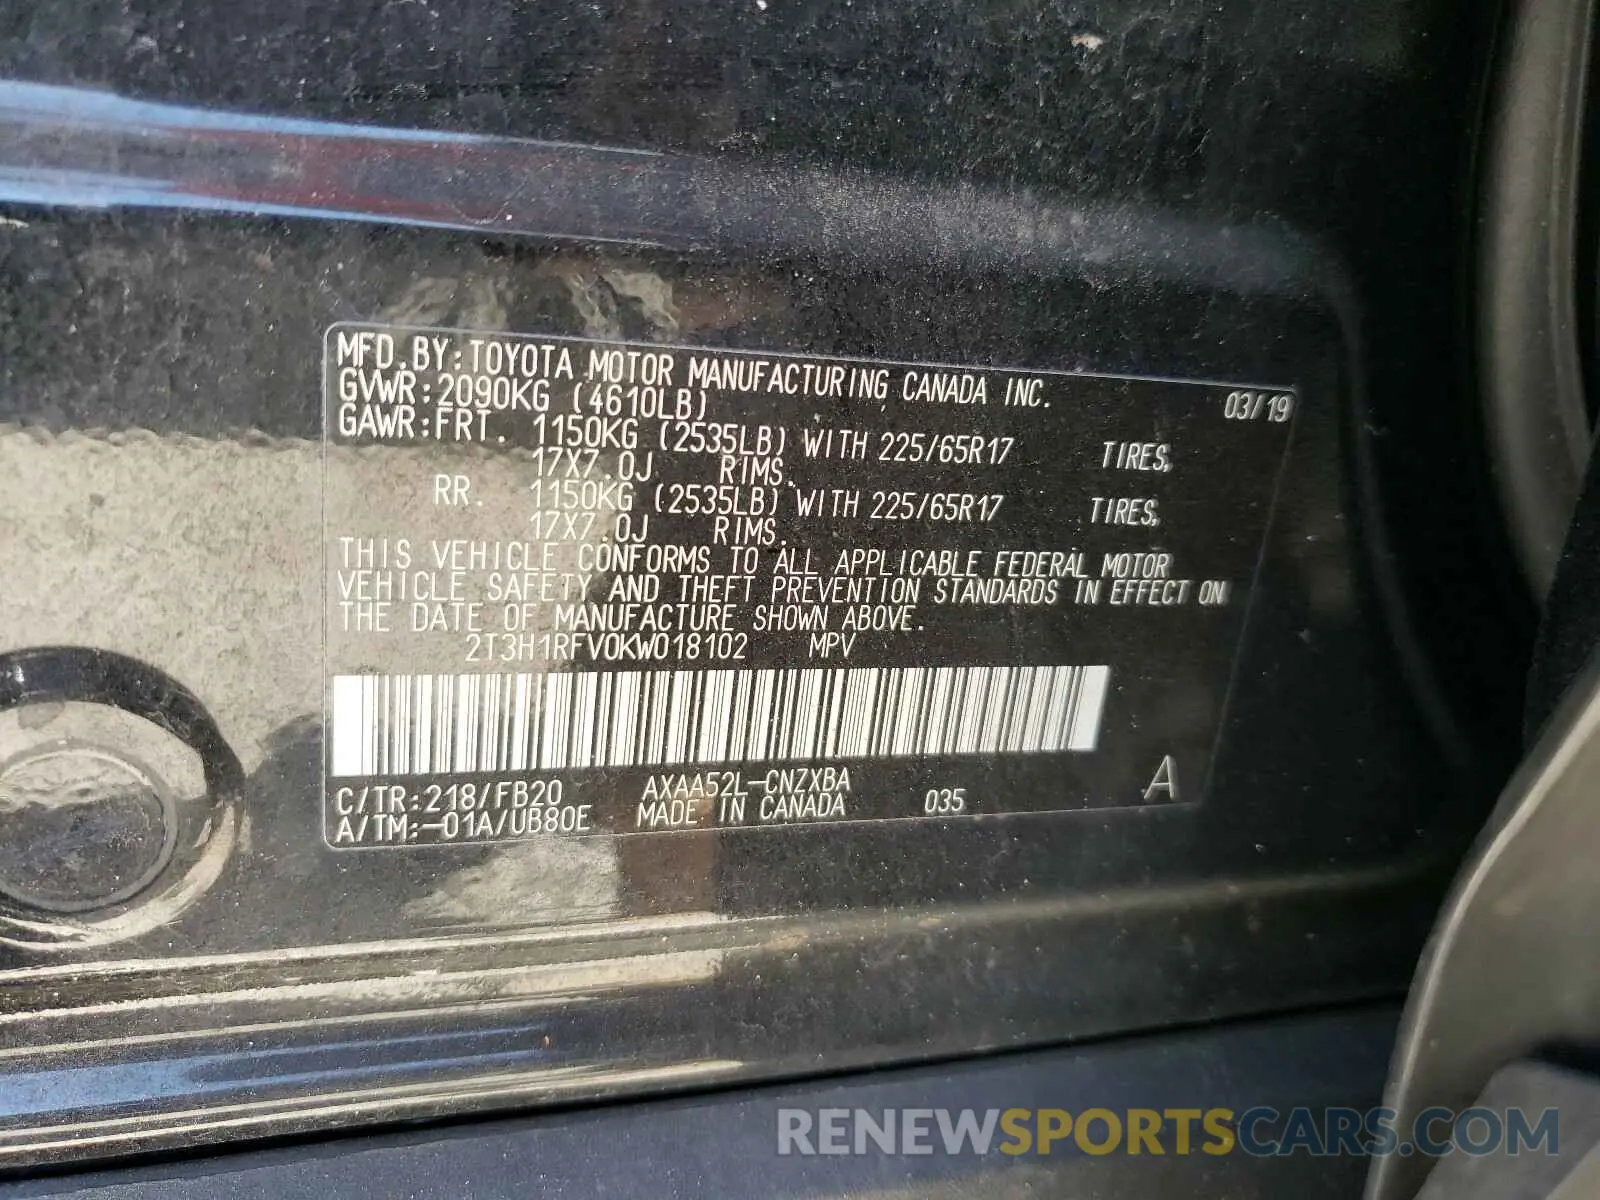 MFD.BY:TOYOTA MOTOR MANUFACTURING CANADA INC.
GVWR:2090KG (4610LB) 03/19
GAWR:FRT. 1150KG (2535LB) WITH 225/65R17 TIRES,
17X7.0J RIMS.
RR. 1150KG (2535LB) WITH 225/65R17 TIRES,
17X7.0J RIMS.
THIS VEHICLE CONFORMS TO ALL APPLICABLE FEDERAL MOTOR
VEHICLE SAFETY AND THEFT PREVENTION STANDARDS IN EFFECT ON
THE DATE OF MANUFACTURE SHOWN ABOVE.
2T3H1RFV0KW018102 MPV
C/TR:218/FB20 AXAA52L-CNZXBA A
A/TM:-01A/UB80E MADE IN CANADA 035
RENEWSPORTSCARS.COM